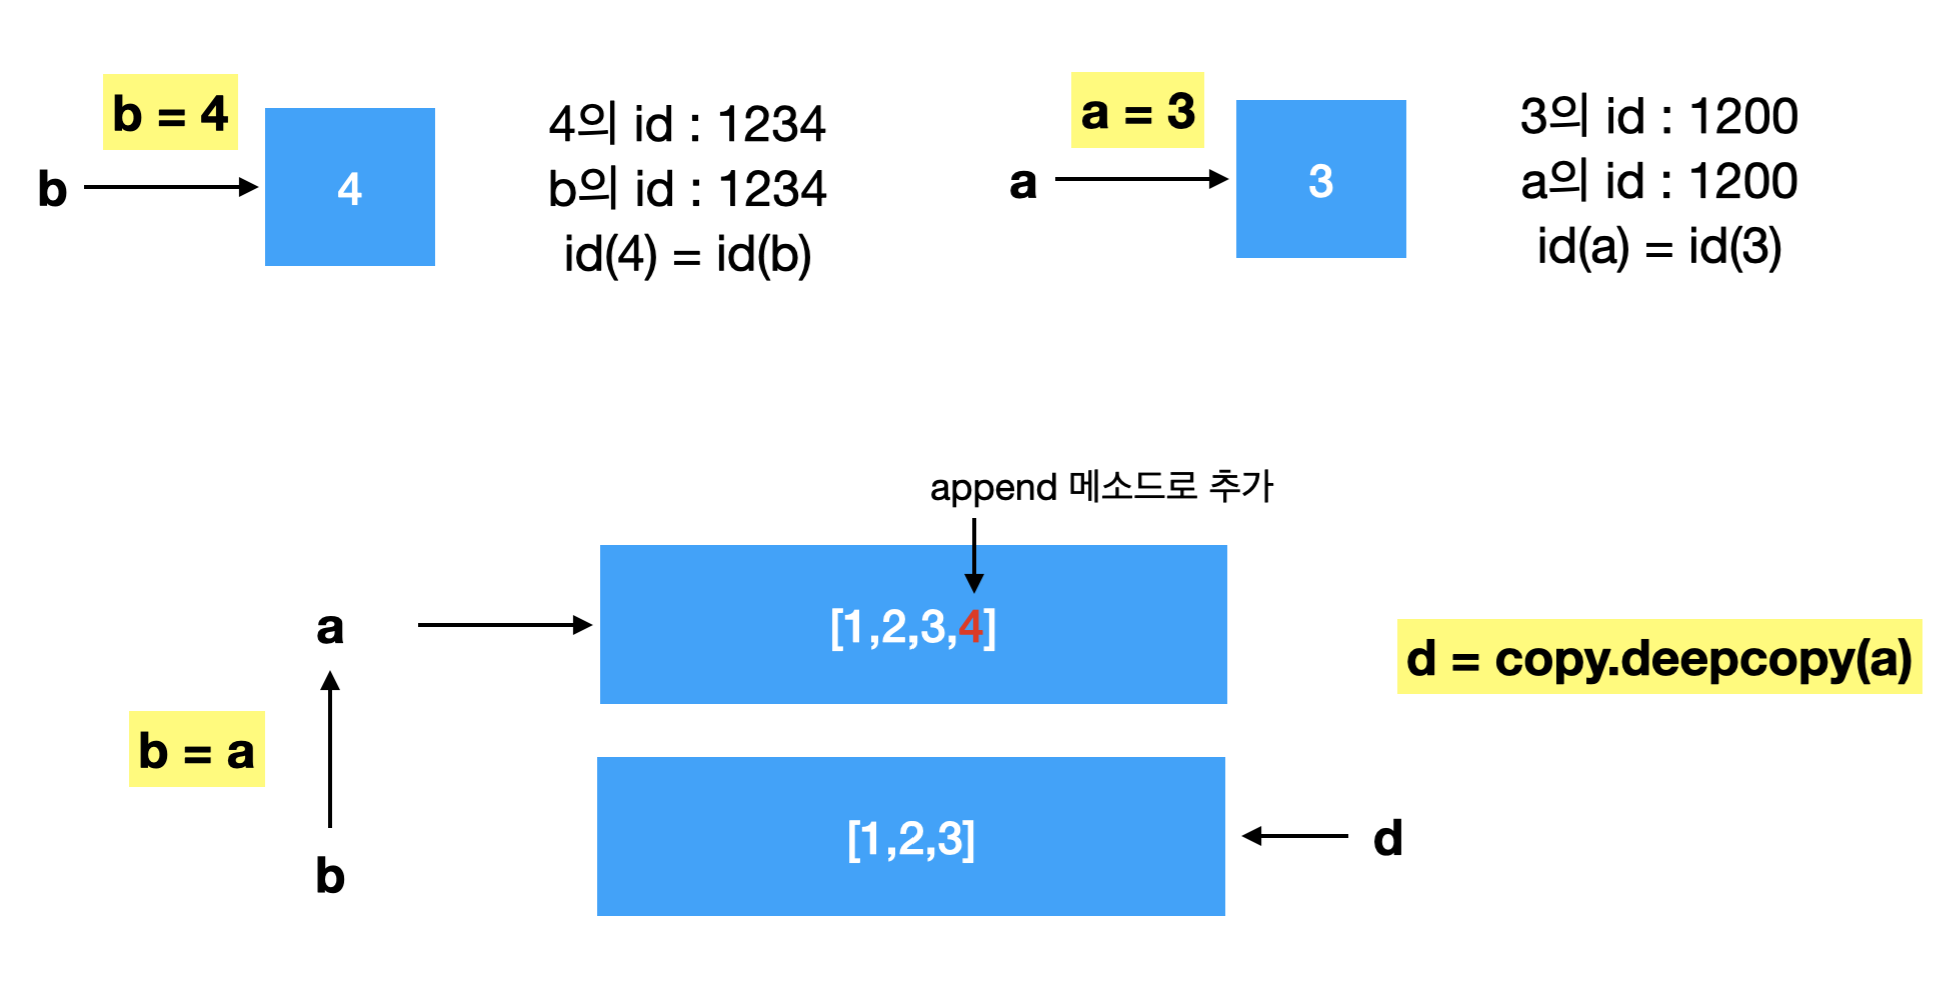 b = 4
b
4
4의 id : 1234
b의 id : 1234
id(4) = id(b)
a = 3
a
3
3의 id : 1200
a의 id : 1200
id(a) = id(3)
append 메소드로 추가
a
[1,2,3,4]
d = copy.deepcopy(a)
b = a
b
[1,2,3]
d